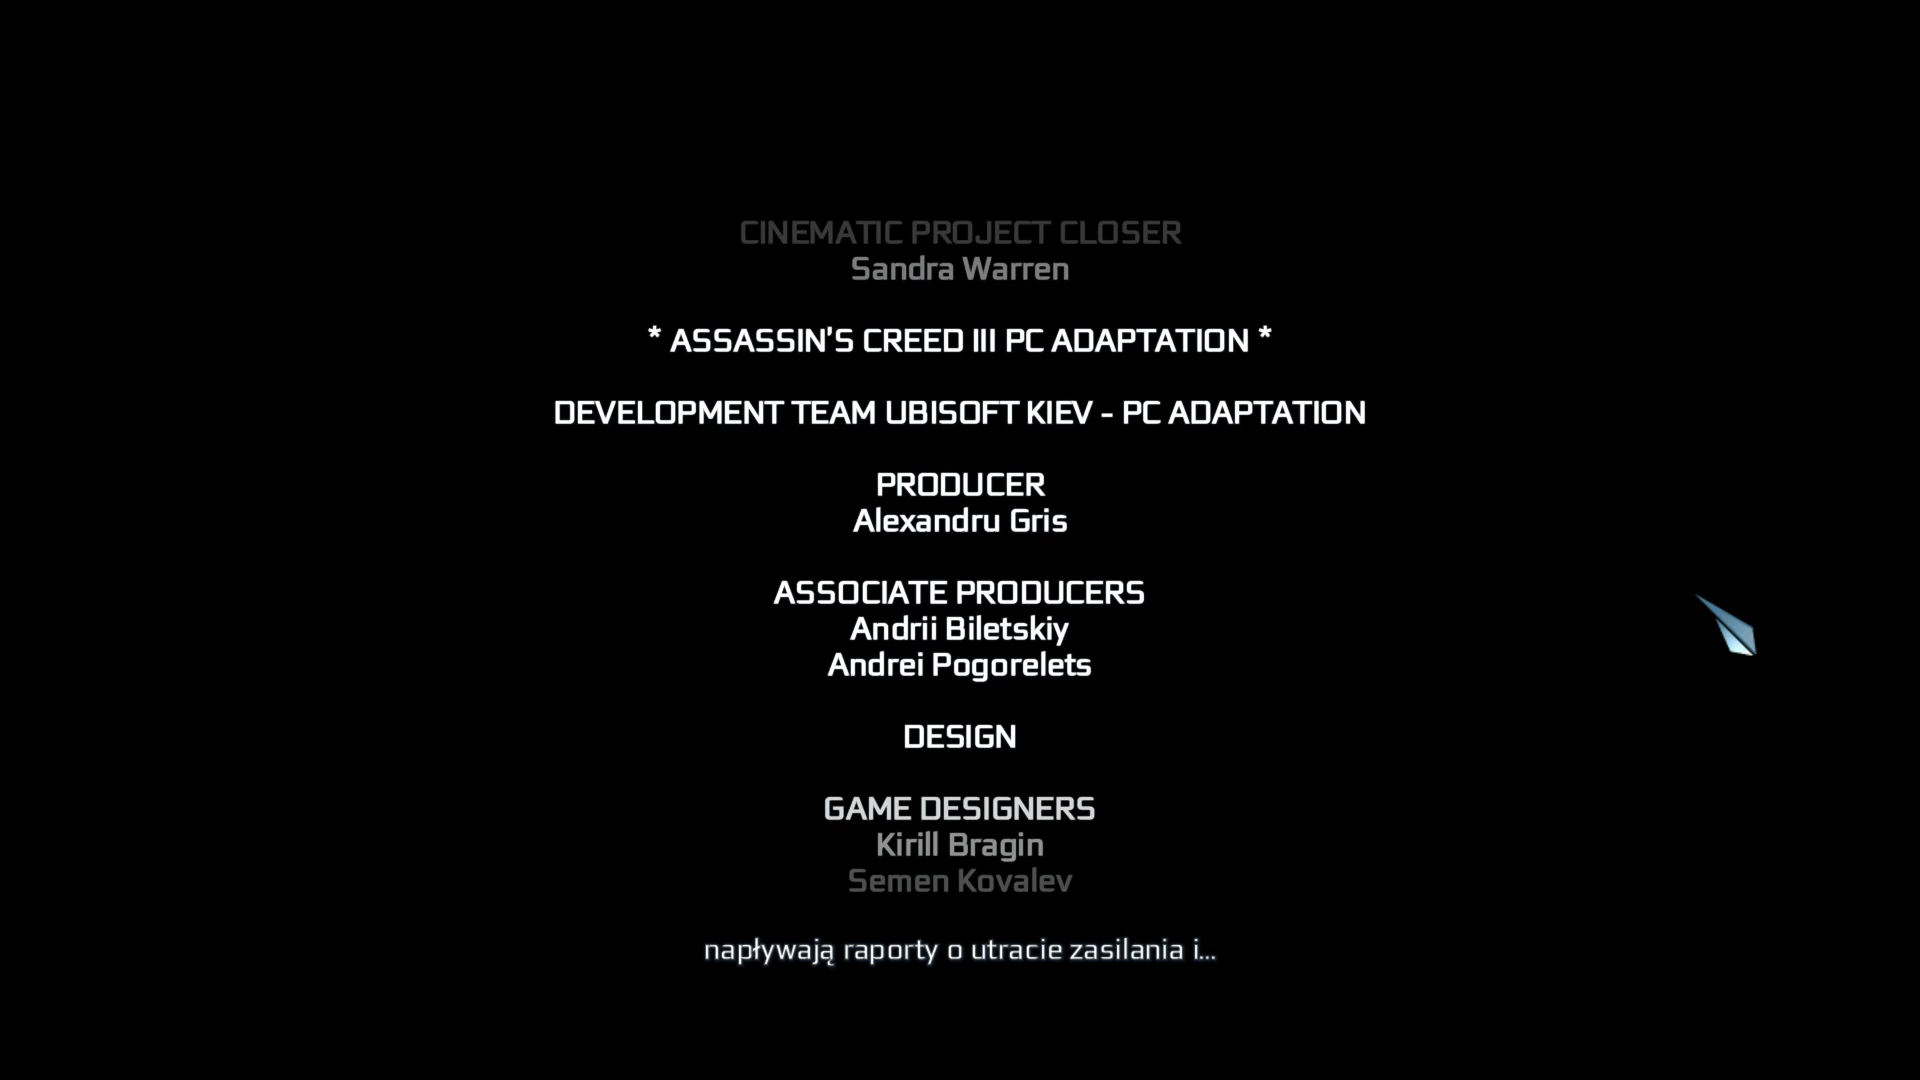 CINEMATIC PROJECT CLOSER
Sandra Warren
* ASSASSIN'S CREED III PC ADAPTATION *
DEVELOPMENT TEAM UBISOFT KIEV - PC ADAPTATION
PRODUCER
Alexandru Gris
ASSOCIATE PRODUCERS
Andrii Biletskiy
Andrei Pogorelets
DESIGN
GAME DESIGNERS
Kirill Bragin
Semen Kovalev
napływają raporty o utracie zasilania i...